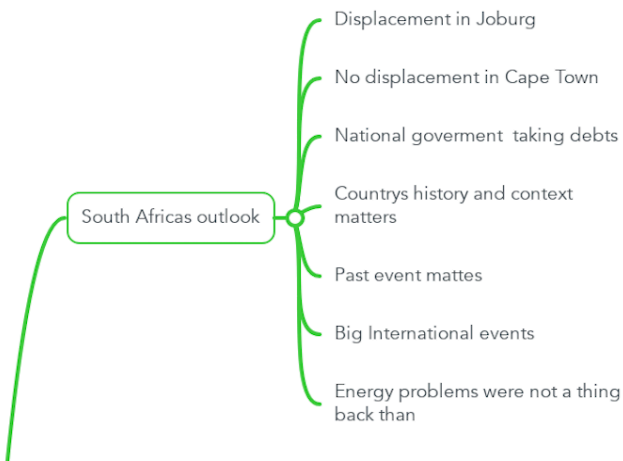 Displacement in Joburg
No displacement in Cape Town
National goverment  taking debts
South Africas outlook
Countrys history and context
matters
Past event mattes
Big International events
Energy problems were not a thing
back than